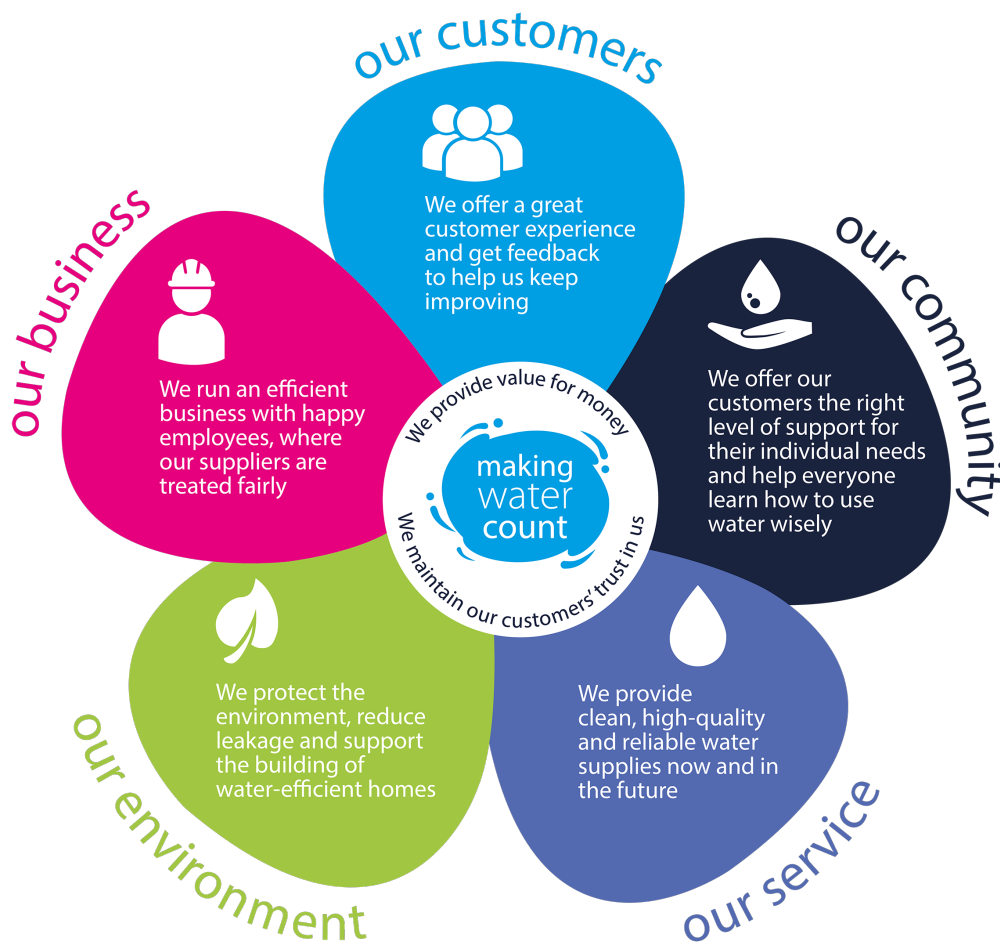 our customers
We offer a great
customer experience
and get feedback
to help us keep
improving
our community
We offer our
customers the right
level of support for
their individual needs
and help everyone
learn how to use
water wisely
our service
We provide
clean, high-quality
and reliable water
supplies now and in
the future
our environment
We protect the
environment, reduce
leakage and support
the building of
water-efficient homes
our business
We run an efficient
business with happy
employees, where
our suppliers are
treated fairly
We provide value for money
making
water
count
We maintain our customers’ trust in us